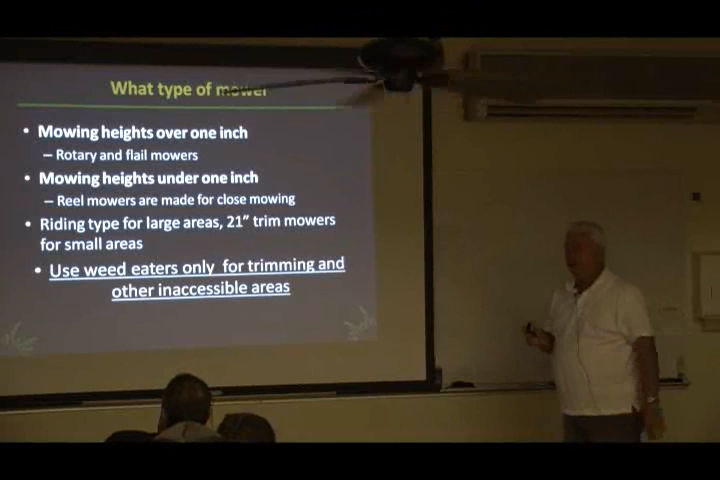 What type of mower
• Mowing heights over one inch
– Rotary and flail mowers
• Mowing heights under one inch
– Reel mowers are made for close mowing
• Riding type for large areas, 21” trim mowers
for small areas
• Use weed eaters only for trimming and
other inaccessible areas